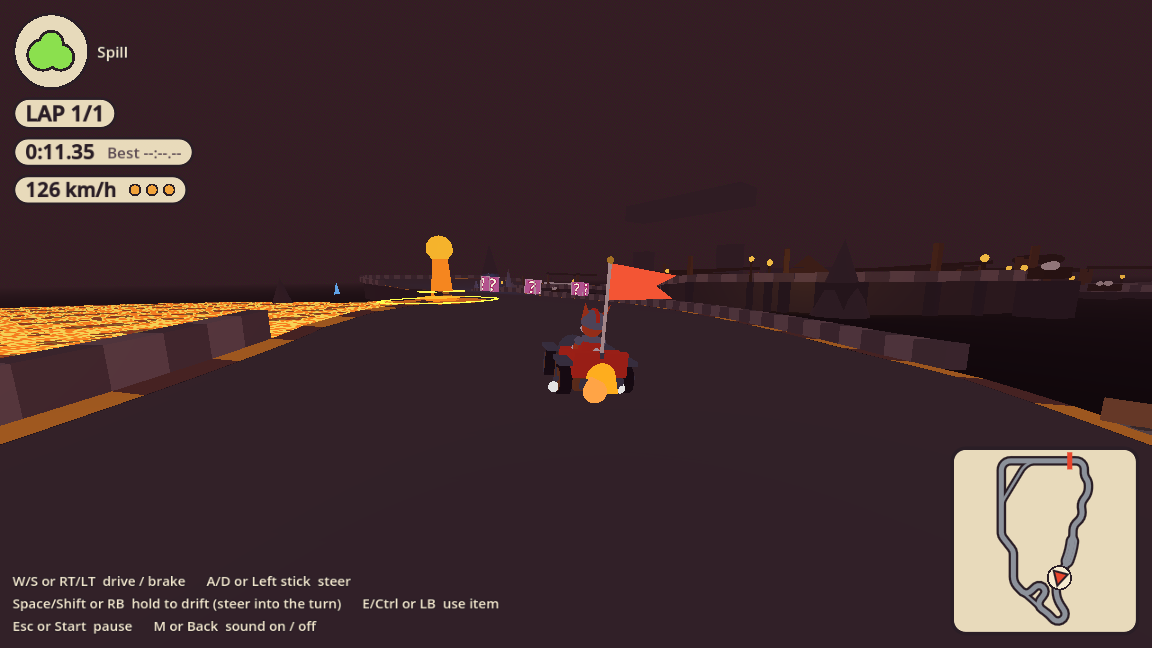 Spill
LAP 1/1
0:11.35 Best --:--.--
126 km/h
? ? ?
W/S or RT/LT drive / brake A/D or Left stick steer
Space/Shift or RB hold to drift (steer into the turn) E/Ctrl or LB use item
Esc or Start pause M or Back sound on / off